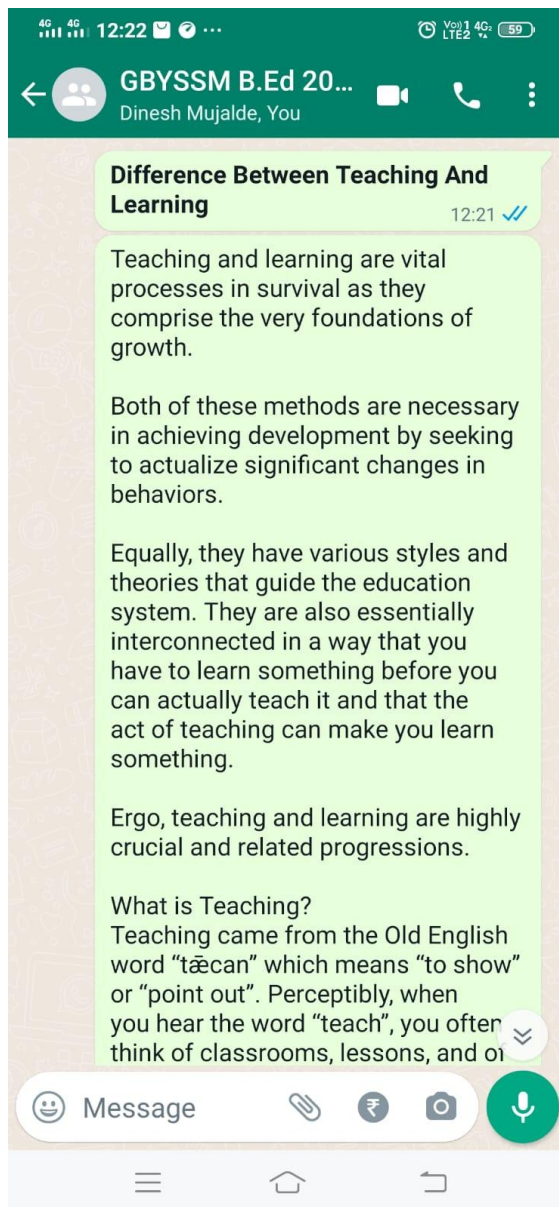 4G 4G 12:22
Vo)) 1 4G+ LTE2 59
GBYSSM B.Ed 20...
Dinesh Mujalde, You
Difference Between Teaching And
Learning
12:21
Teaching and learning are vital
processes in survival as they
comprise the very foundations of
growth.
Both of these methods are necessary
in achieving development by seeking
to actualize significant changes in
behaviors.
Equally, they have various styles and
theories that guide the education
system. They are also essentially
interconnected in a way that you
have to learn something before you
can actually teach it and that the
act of teaching can make you learn
something.
Ergo, teaching and learning are highly
crucial and related progressions.
What is Teaching?
Teaching came from the Old English
word “tǣcan” which means “to show”
or “point out”. Perceptibly, when
you hear the word “teach”, you often
think of classrooms, lessons, and of
Message